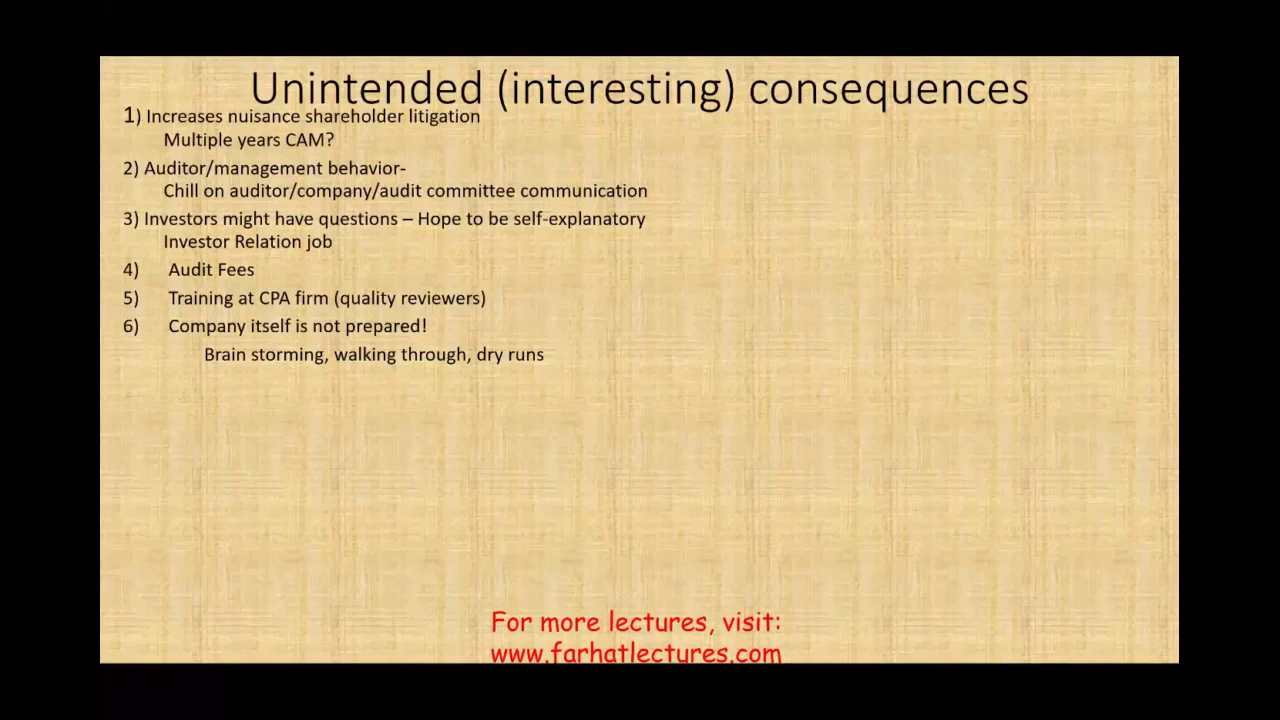 Unintended (interesting) consequences
1) Increases nuisance shareholder litigation
Multiple years CAM?
2) Auditor/management behavior-
Chill on auditor/company/audit committee communication
3) Investors might have questions – Hope to be self-explanatory
Investor Relation job
4) Audit Fees
5) Training at CPA firm (quality reviewers)
6) Company itself is not prepared!
Brain storming, walking through, dry runs
For more lectures, visit:
www.farhatlectures.com